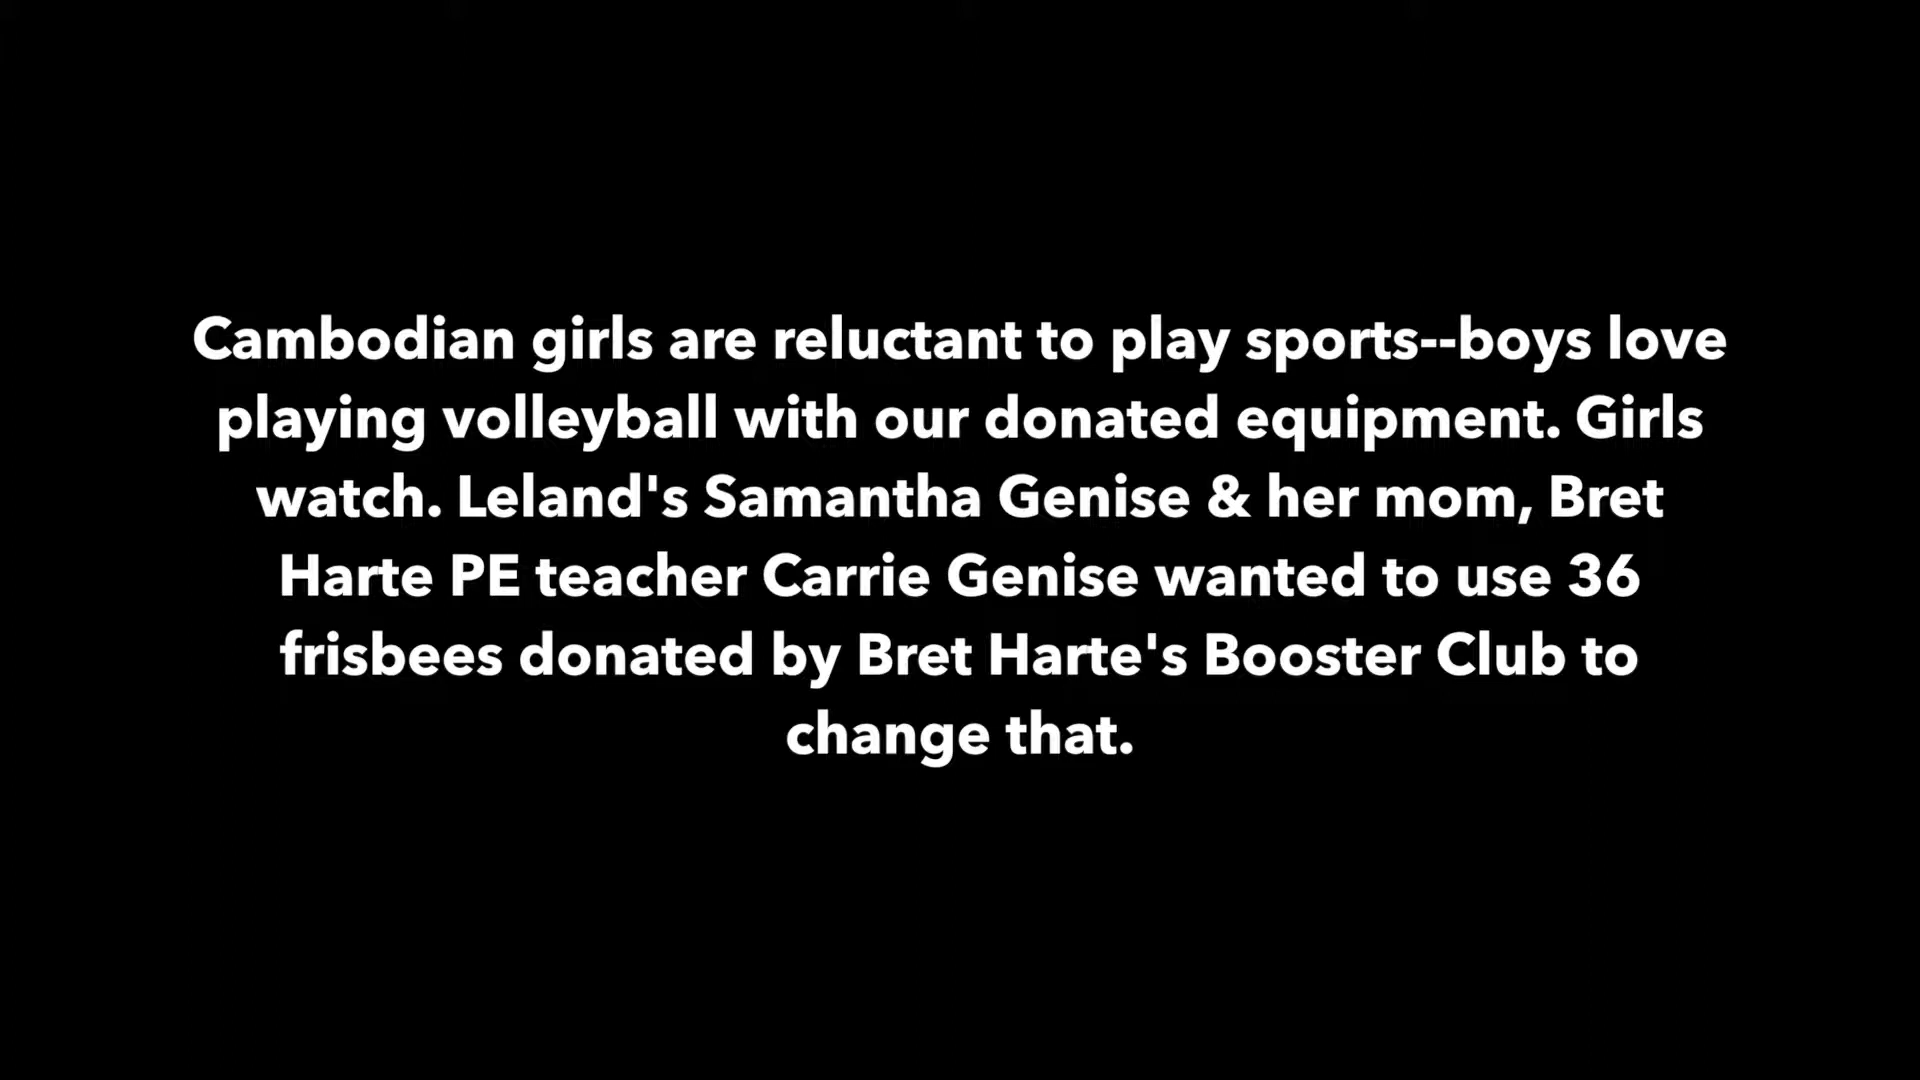 Cambodian girls are reluctant to play sports--boys love
playing volleyball with our donated equipment. Girls
watch. Leland's Samantha Genise & her mom, Bret
Harte PE teacher Carrie Genise wanted to use 36
frisbees donated by Bret Harte's Booster Club to
change that.